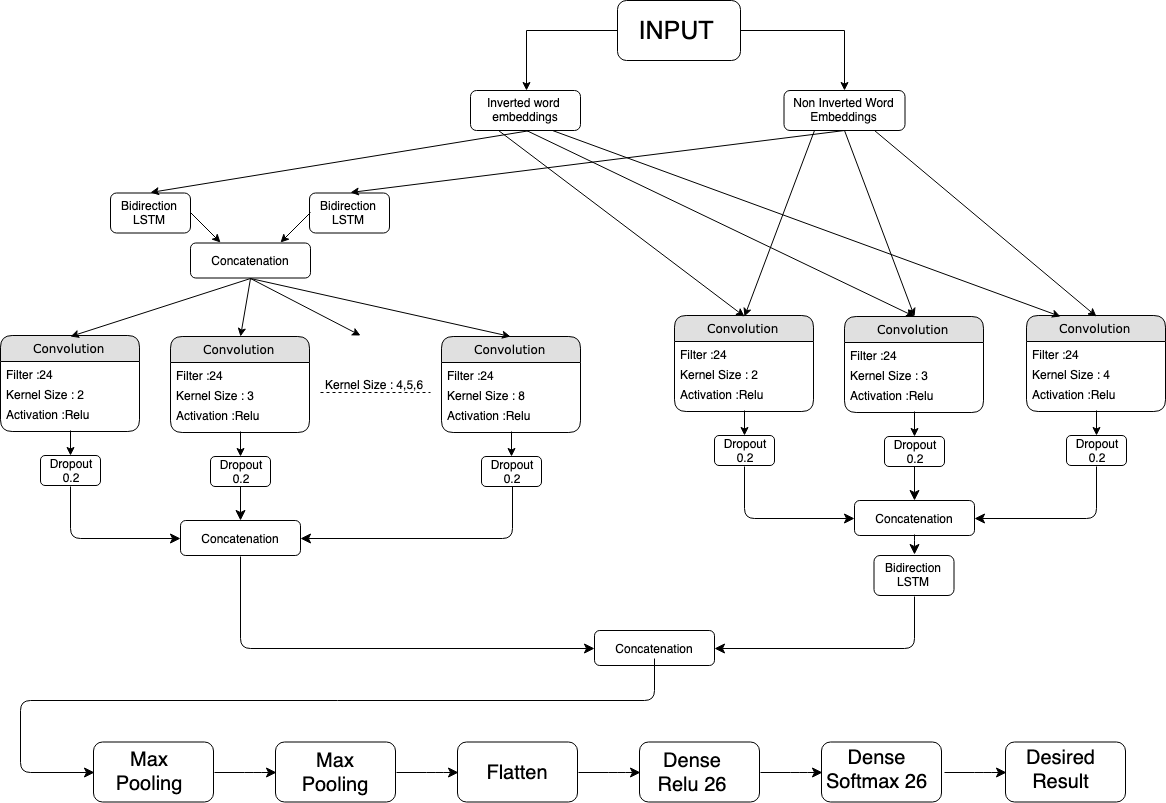 INPUT
Inverted word
embeddings
Non Inverted Word
Embeddings
Bidirection
LSTM
Bidirection
LSTM
Concatenation
Convolution
Filter :24
Kernel Size : 2
Activation :Relu
Convolution
Filter :24
Kernel Size : 3
Activation :Relu
Kernel Size : 4,5,6
Convolution
Filter :24
Kernel Size : 8
Activation :Relu
Convolution
Filter :24
Kernel Size : 2
Activation :Relu
Convolution
Filter :24
Kernel Size : 3
Activation :Relu
Convolution
Filter :24
Kernel Size : 4
Activation :Relu
Dropout
0.2
Dropout
0.2
Dropout
0.2
Dropout
0.2
Dropout
0.2
Dropout
0.2
Concatenation
Concatenation
Bidirection
LSTM
Concatenation
Max
Pooling
Max
Pooling
Flatten
Dense
Relu 26
Dense
Softmax 26
Desired
Result